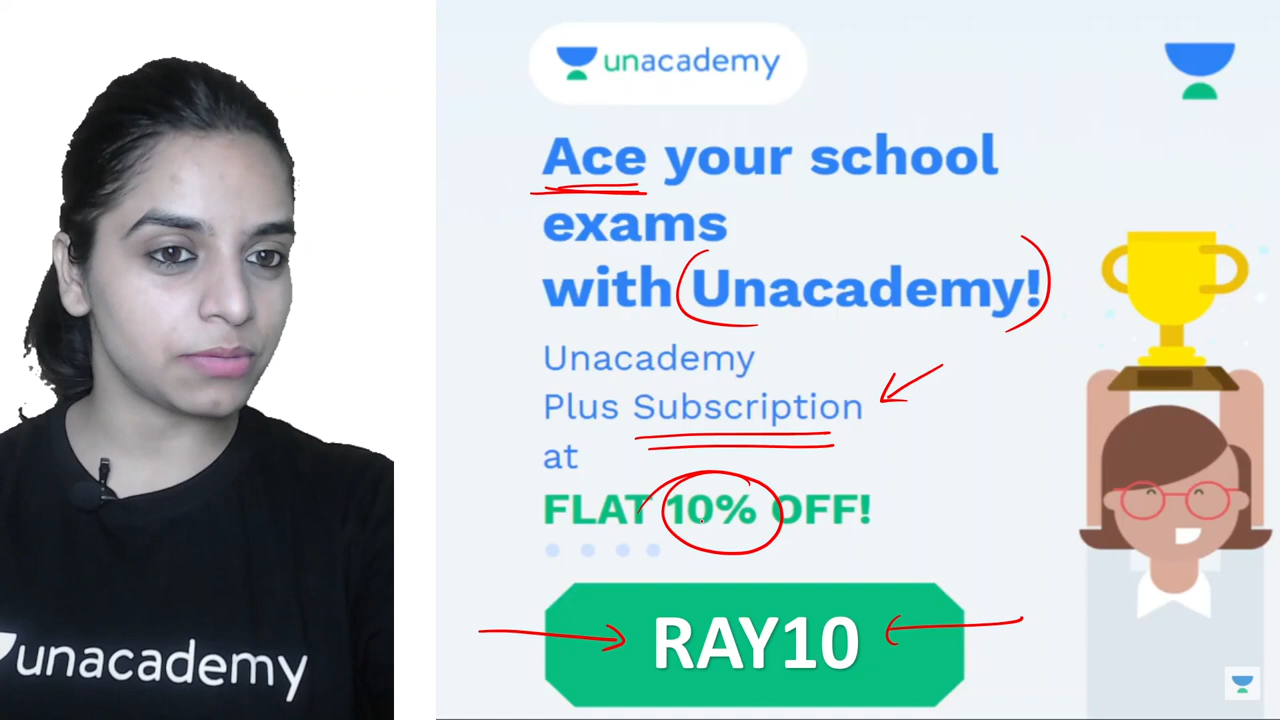 unacademy
Ace your school
exams
with Unacademy!
Unacademy
Plus Subscription
at
FLAT 10% OFF!
RAY10
unacademy